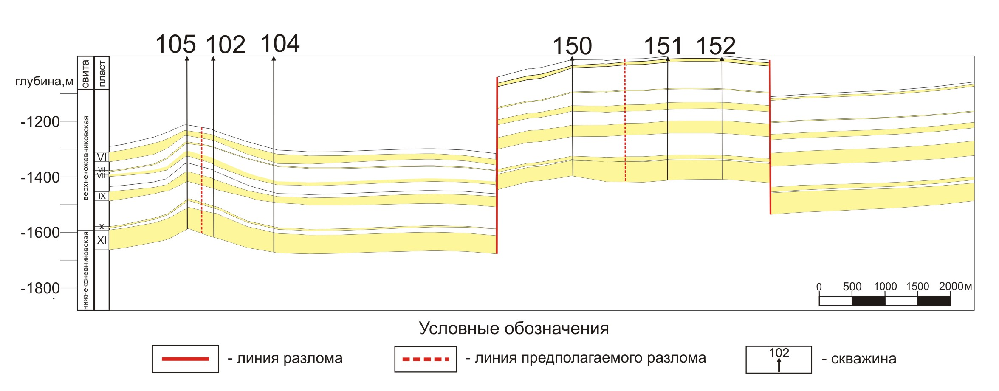 105 102 104 150 151 152
глубина,м
свита
пласт
-1200
-1400
-1600
-1800
верхнекожевниковская
нижнекожевниковская
VI
VII
VIII
IX
X
XI
0 500 1000 1500 2000 м
Условные обозначения
- линия разлома
- линия предполагаемого разлома
102
- скважина